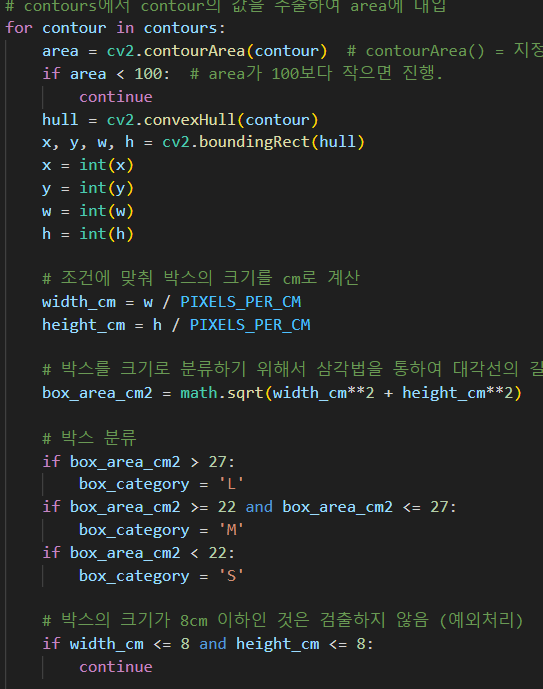 # contours에서 contour의 값을 추출하여 area에 대입
for contour in contours:
    area = cv2.contourArea(contour)  # contourArea() = 지정
    if area < 100:  # area가 100보다 작으면 진행.
        continue
    hull = cv2.convexHull(contour)
    x, y, w, h = cv2.boundingRect(hull)
    x = int(x)
    y = int(y)
    w = int(w)
    h = int(h)

    # 조건에 맞춰 박스의 크기를 cm로 계산
    width_cm = w / PIXELS_PER_CM
    height_cm = h / PIXELS_PER_CM

    # 박스를 크기로 분류하기 위해서 삼각법을 통하여 대각선의 길
    box_area_cm2 = math.sqrt(width_cm**2 + height_cm**2)

    # 박스 분류
    if box_area_cm2 > 27:
        box_category = 'L'
    if box_area_cm2 >= 22 and box_area_cm2 <= 27:
        box_category = 'M'
    if box_area_cm2 < 22:
        box_category = 'S'

    # 박스의 크기가 8cm 이하인 것은 검출하지 않음 (예외처리)
    if width_cm <= 8 and height_cm <= 8:
        continue